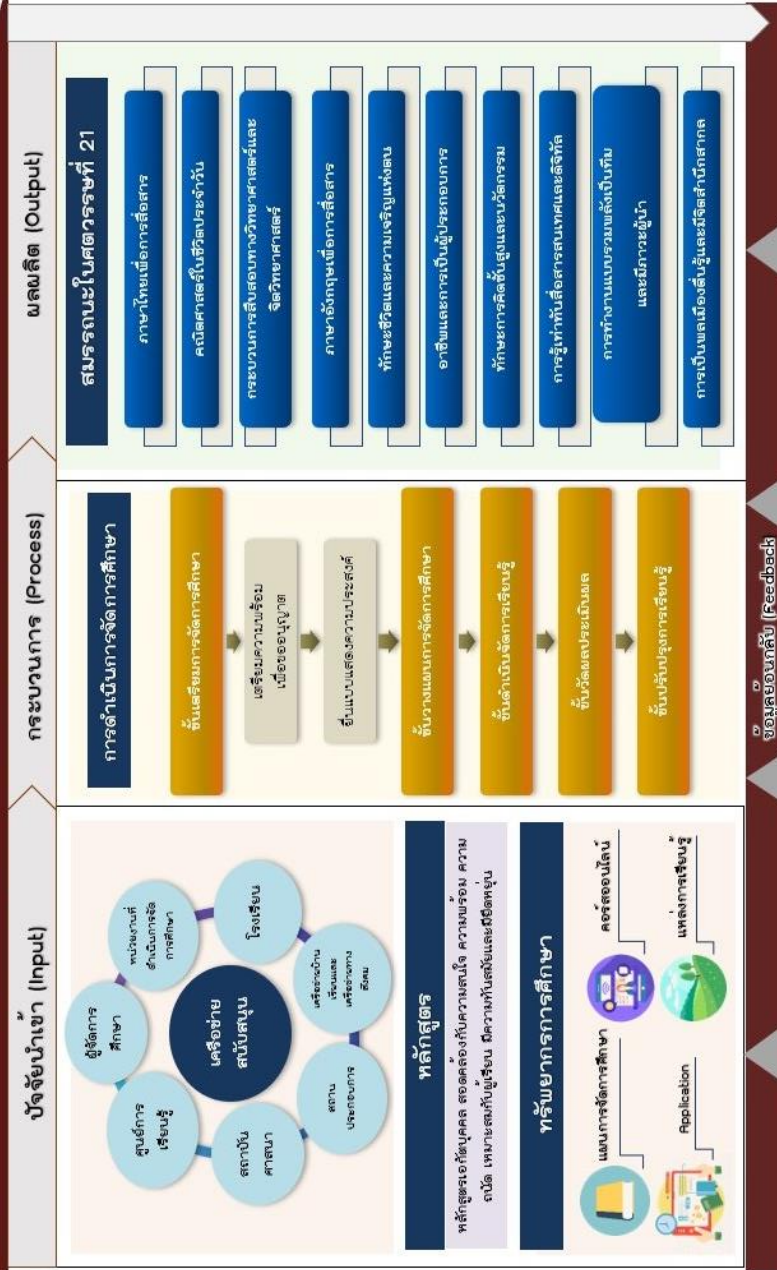 ปัจจัยนำเข้า (Input)
กระบวนการ (Process)
ผลผลิต (Output)
ผู้จัดการ
ศึกษา
หน่วยงานที่
ดำเนินการจัด
การศึกษา
โรงเรียน
เครือข่ายบ้าน
เรียนและ
เครือข่ายทาง
สังคม
สถาน
ประกอบการ
สถาบัน
ศาสนา
ศูนย์การ
เรียนรู้
เครือข่าย
สนับสนุน
หลักสูตร
หลักสูตรเอกัตบุคคล สอดคล้องกับความสนใจ ความพร้อม ความ
ถนัด เหมาะสมกับผู้เรียน มีความทันสมัยและมียืดหยุ่น
ทรัพยากรการศึกษา
แผนการจัดการศึกษา
คอร์สออนไลน์
Application
แหล่งการเรียนรู้
การดำเนินการจัดการศึกษา
ขั้นเตรียมการจัดการศึกษา
เตรียมความพร้อม
เพื่อขออนุญาต
ยื่นแบบแสดงความประสงค์
ขั้นวางแผนการจัดการศึกษา
ขั้นดำเนินจัดการเรียนรู้
ขั้นวัดผลประเมินผล
ขั้นปรับปรุงการเรียนรู้
สมรรถนะในศตวรรษที่ 21
ภาษาไทยเพื่อการสื่อสาร
คณิตศาสตร์ในชีวิตประจำวัน
กระบวนการสืบสอบทางวิทยาศาสตร์และ
จิตวิทยาศาสตร์
ภาษาอังกฤษเพื่อการสื่อสาร
ทักษะชีวิตและความเจริญแห่งตน
อาชีพและการเป็นผู้ประกอบการ
ทักษะการคิดขั้นสูงและนวัตกรรม
การรู้เท่าทันสื่อสารสนเทศและดิจิทัล
การทำงานแบบรวมพลังเป็นทีม
และมีภาวะผู้นำ
การเป็นพลเมืองตื่นรู้และมีจิตสำนึกสากล
ข้อมูลย้อนกลับ (Feedback)